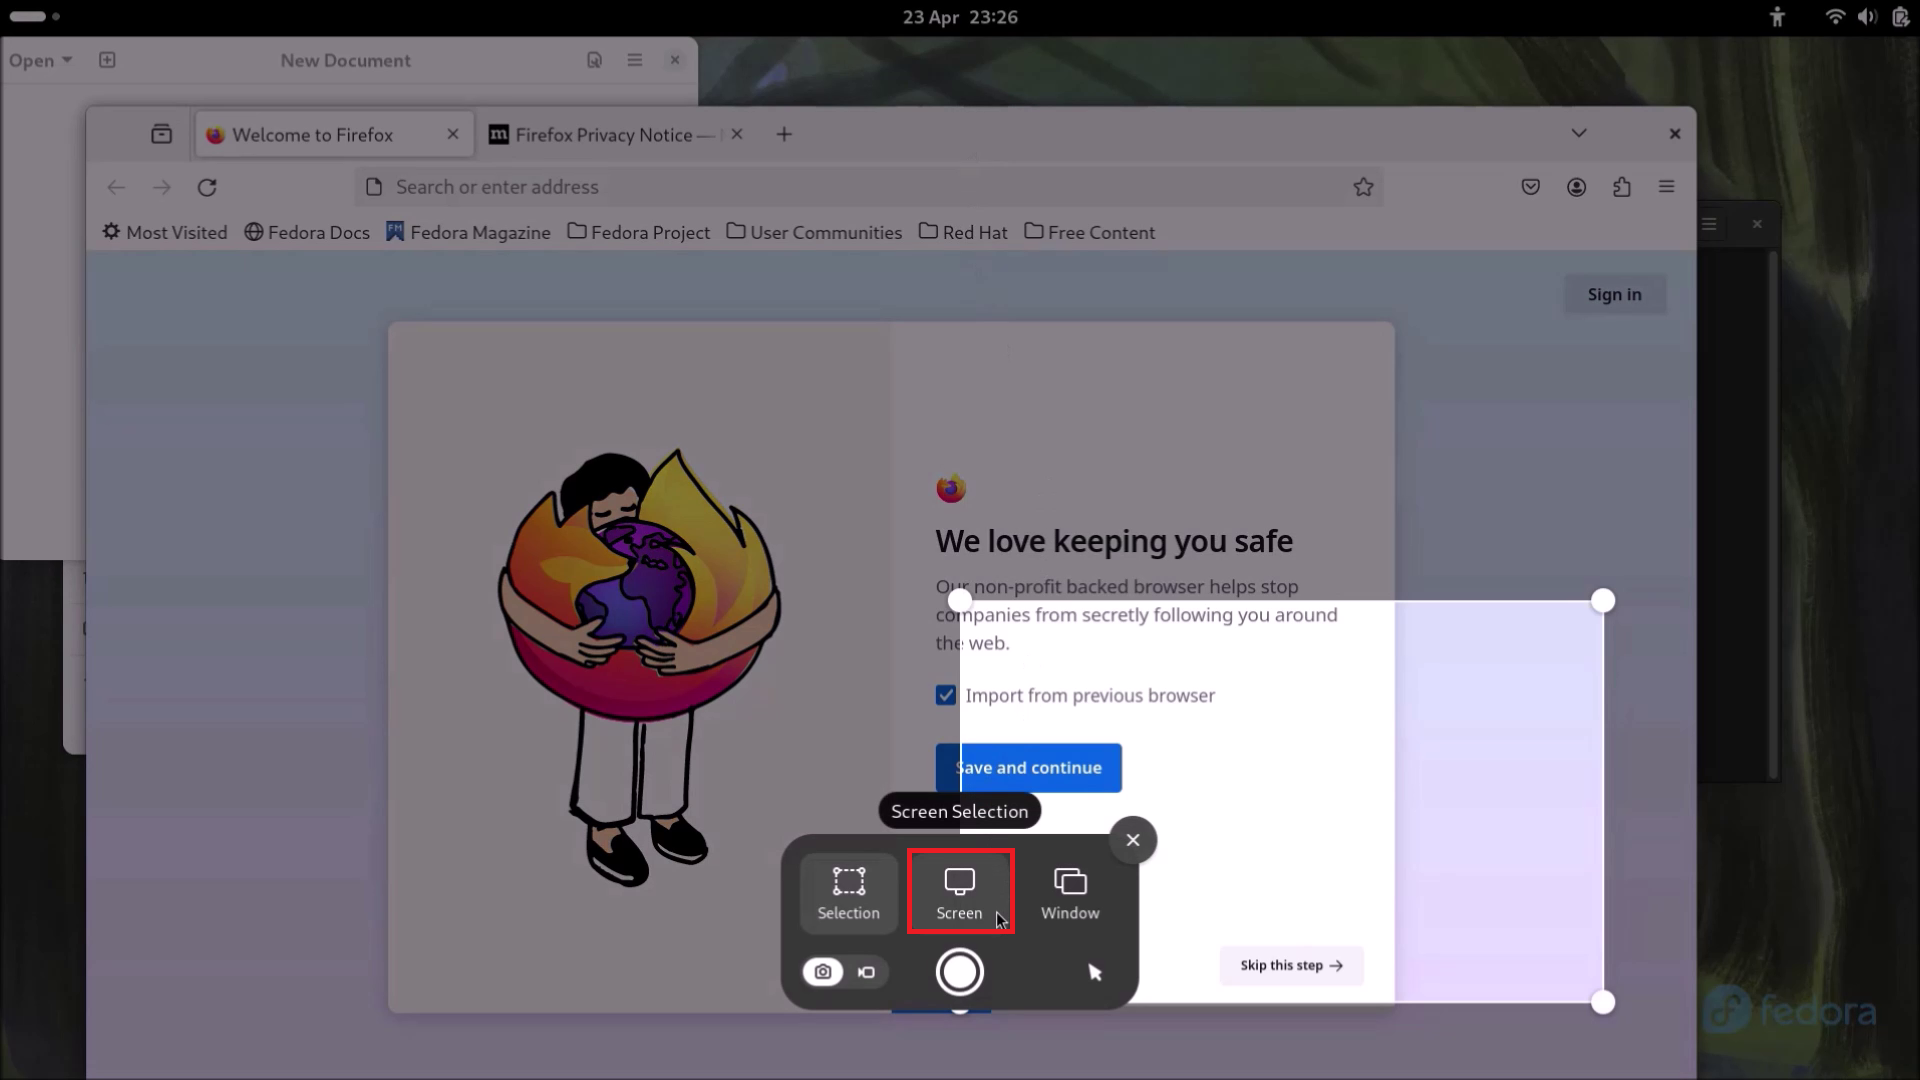 23 Apr 23:26
Open
New Document
Welcome to Firefox
Firefox Privacy Notice —
Search or enter address
Most Visited
Fedora Docs
Fedora Magazine
Fedora Project
User Communities
Red Hat
Free Content
Sign in
We love keeping you safe
Our non-profit backed browser helps stop
companies from secretly following you around
the web.
Import from previous browser
Save and continue
Screen Selection
Selection
Screen
Window
Skip this step →
fedora